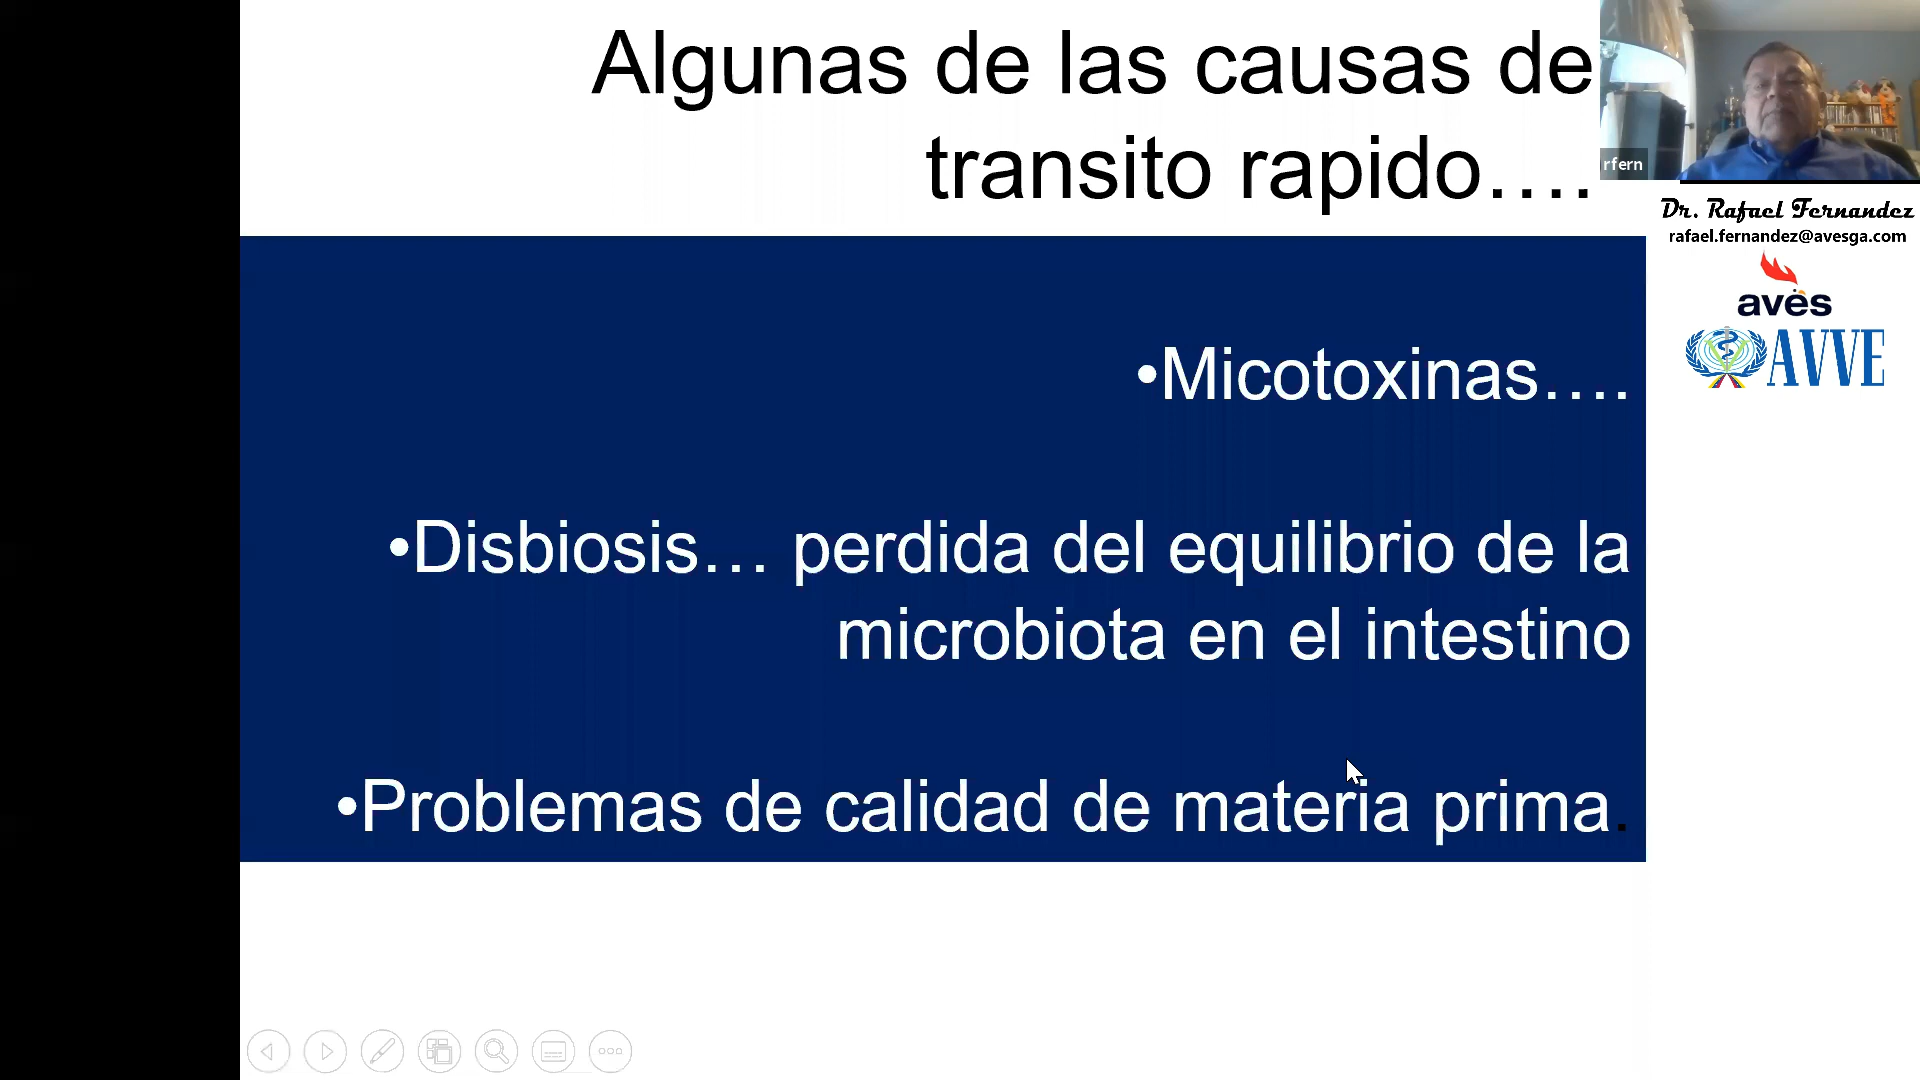 Algunas de las causas de
transito rapido….
•Micotoxinas….
•Disbiosis… perdida del equilibrio de la
microbiota en el intestino
•Problemas de calidad de materia prima.
rfern
Dr. Rafael Fernandez
rafael.fernandez@avesga.com
avès
AVVE